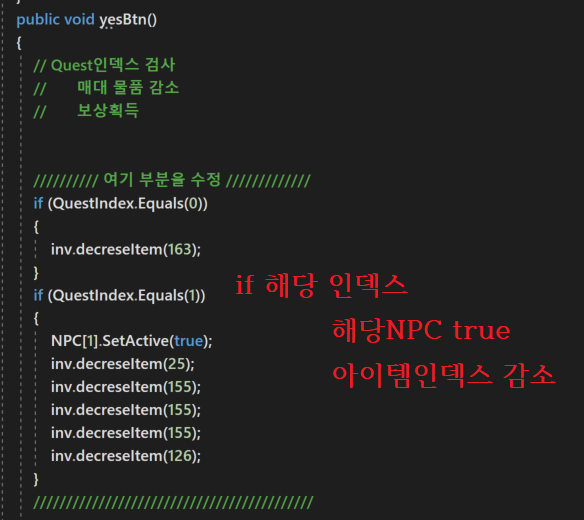 public void yesBtn()
{
// Quest인덱스 검사
// 매대 물품 감소
// 보상획득
////////// 여기 부분을 수정 /////////////
if (QuestIndex.Equals(0))
{
inv.decreseItem(163);
}
if (QuestIndex.Equals(1))
{
NPC[1].SetActive(true);
inv.decreseItem(25);
inv.decreseItem(155);
inv.decreseItem(155);
inv.decreseItem(155);
inv.decreseItem(126);
}
///////////////////////////////////////////
if 해당 인덱스
해당NPC true
아이템인덱스 감소